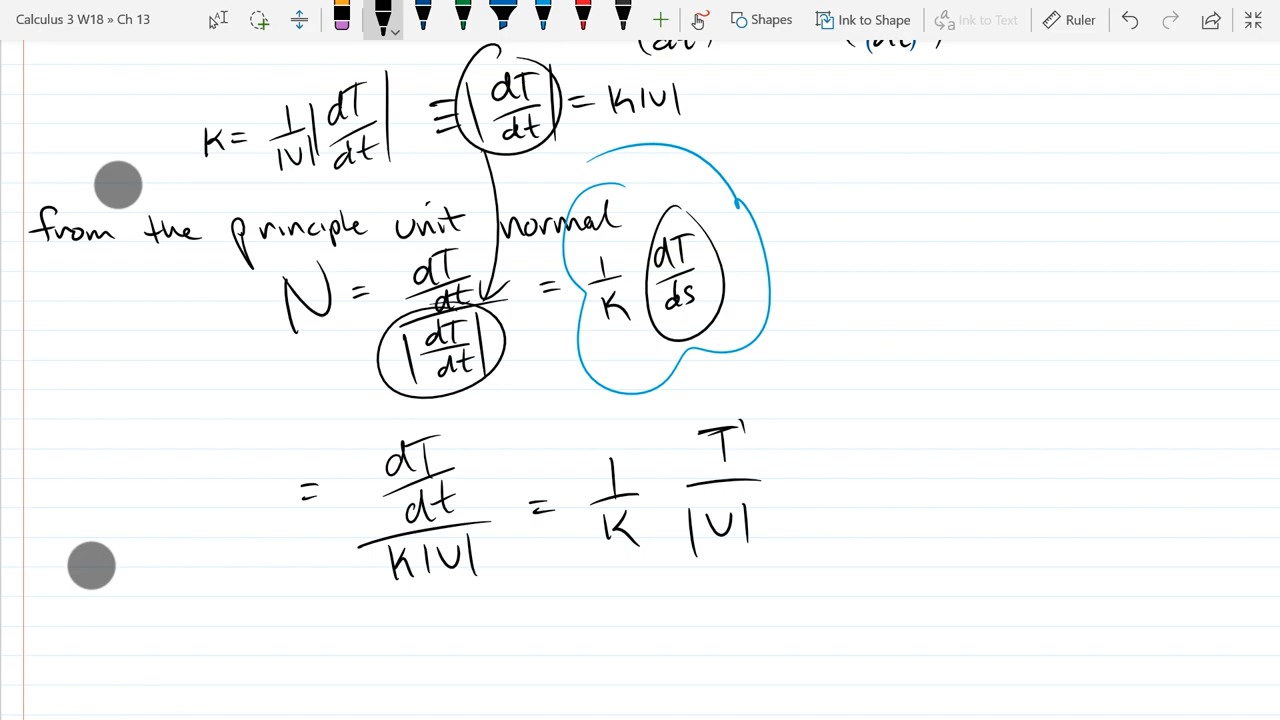 Calculus 3 W18 » Ch 13
Shapes
Ink to Shape
Ink to Text
Ruler
K = 1/|V| |dT/dt| ≡ |dT/dt| = K|V|
from the principle unit normal
N = (dT/dt)/|dT/dt| = 1/K dT/ds
= (dT/dt)/(K|V|) = 1/K T'/|V|